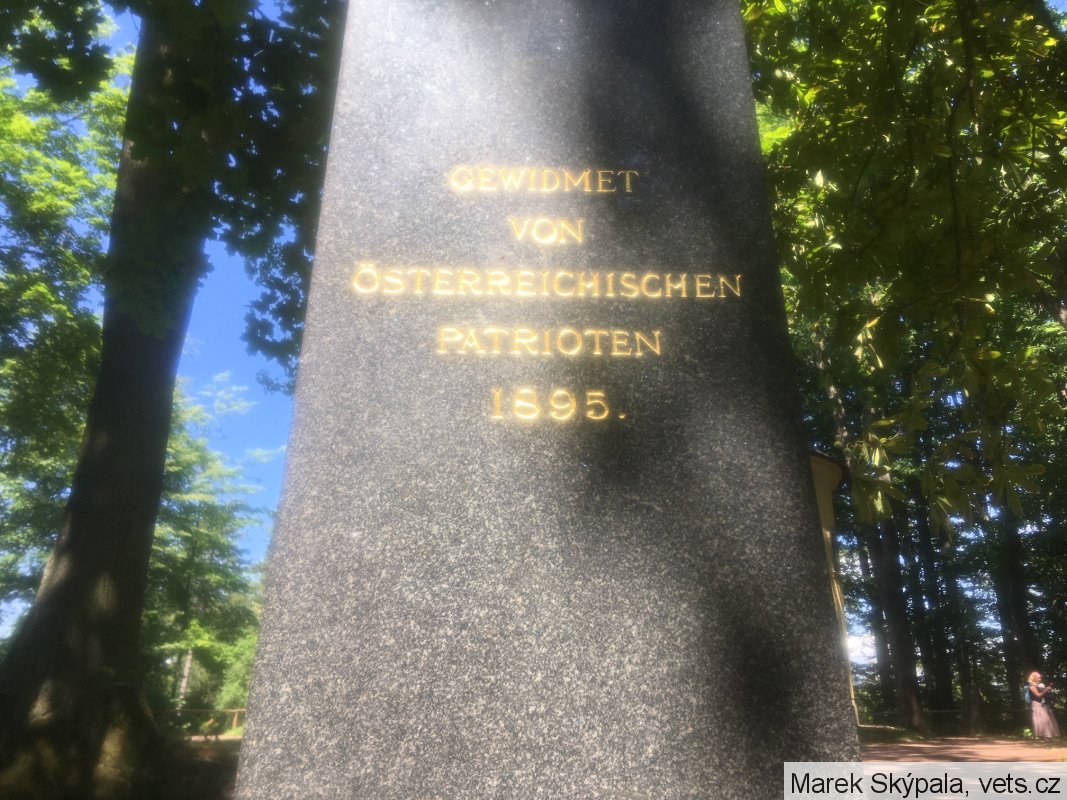 GEWIDMET
VON
ÖSTERREICHISCHEN
PATRIOTEN
1895.
Marek Skýpala, vets.cz